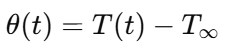 θ(t) = T(t) − T∞